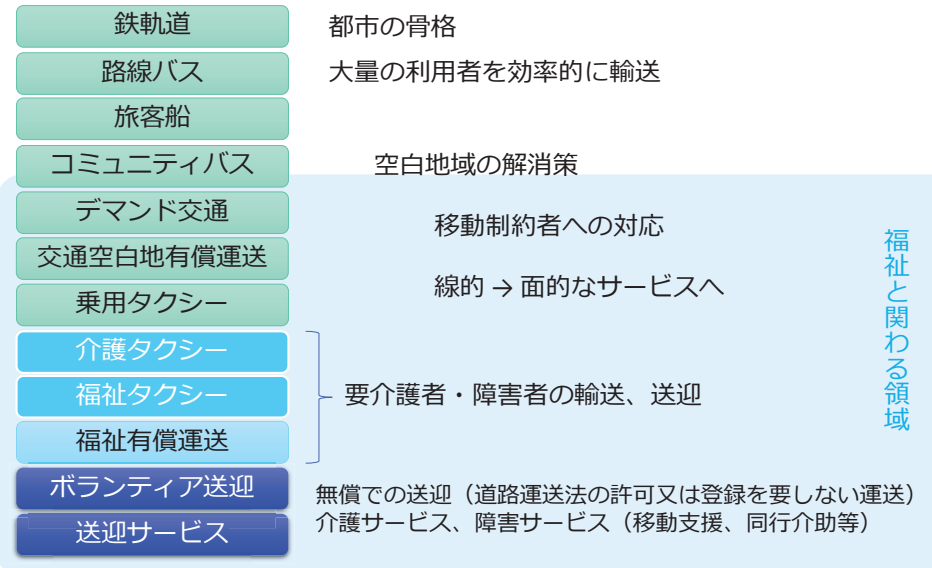 鉄軌道
都市の骨格
路線バス
大量の利用者を効率的に輸送
旅客船
コミュニティバス
空白地域の解消策
デマンド交通
移動制約者への対応
交通空白地有償運送
線的 → 面的なサービスへ
乗用タクシー
福祉と関わる領域
介護タクシー
福祉タクシー
要介護者・障害者の輸送、送迎
福祉有償運送
ボランティア送迎
無償での送迎（道路運送法の許可又は登録を要しない運送）
送迎サービス
介護サービス、障害サービス（移動支援、同行介助等）